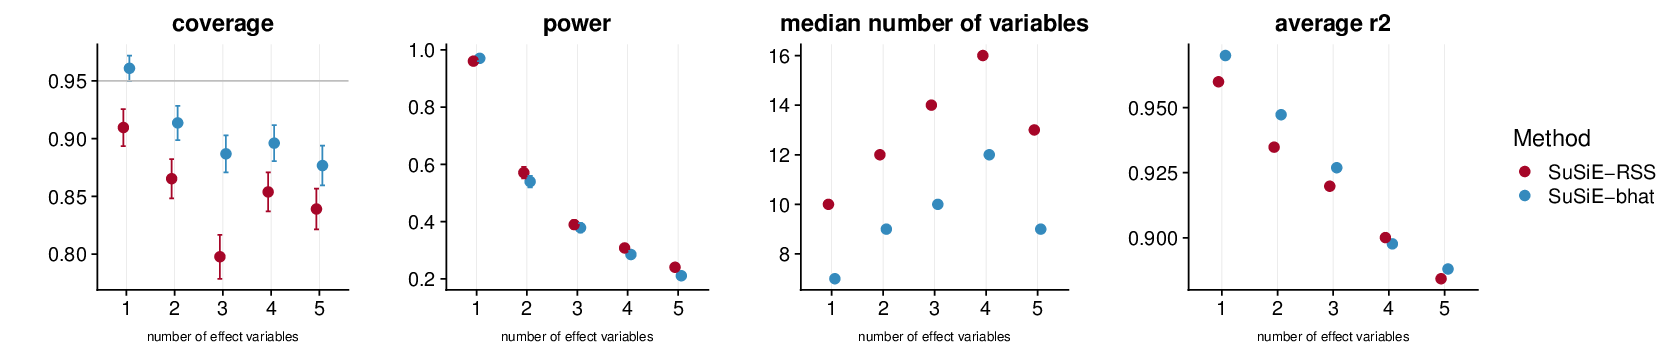 coverage
0.95
0.90
0.85
0.80
1 2 3 4 5
number of effect variables
power
1.0
0.8
0.6
0.4
0.2
1 2 3 4 5
number of effect variables
median number of variables
16
14
12
10
8
1 2 3 4 5
number of effect variables
average r2
0.950
0.925
0.900
1 2 3 4 5
number of effect variables
Method
SuSiE−RSS
SuSiE−bhat